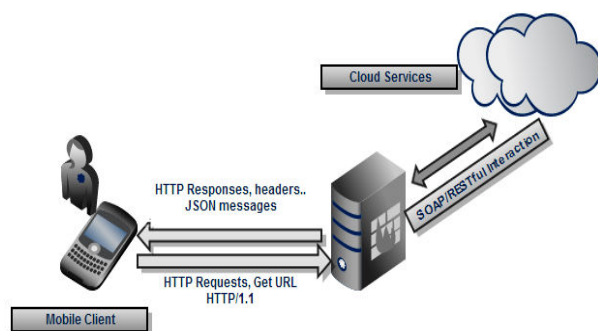 Cloud Services
SOAP/RESTful Interaction
HTTP Responses, headers..
JSON messages
HTTP Requests, Get URL
HTTP/1.1
Mobile Client